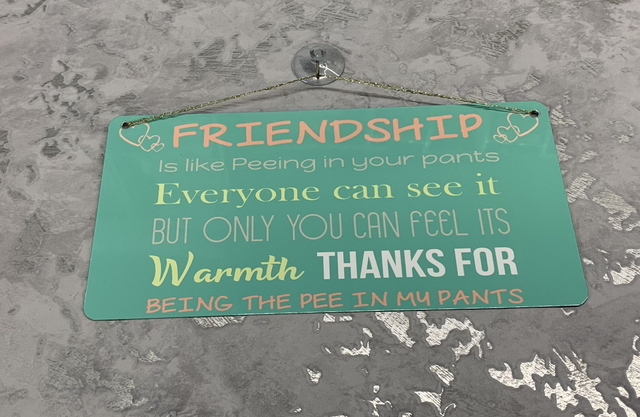 FRIENDSHIP
Is like Peeing in your pants
Everyone can see it
BUT ONLY YOU CAN FEEL ITS
Warmth THANKS FOR
BEING THE PEE IN MY PANTS